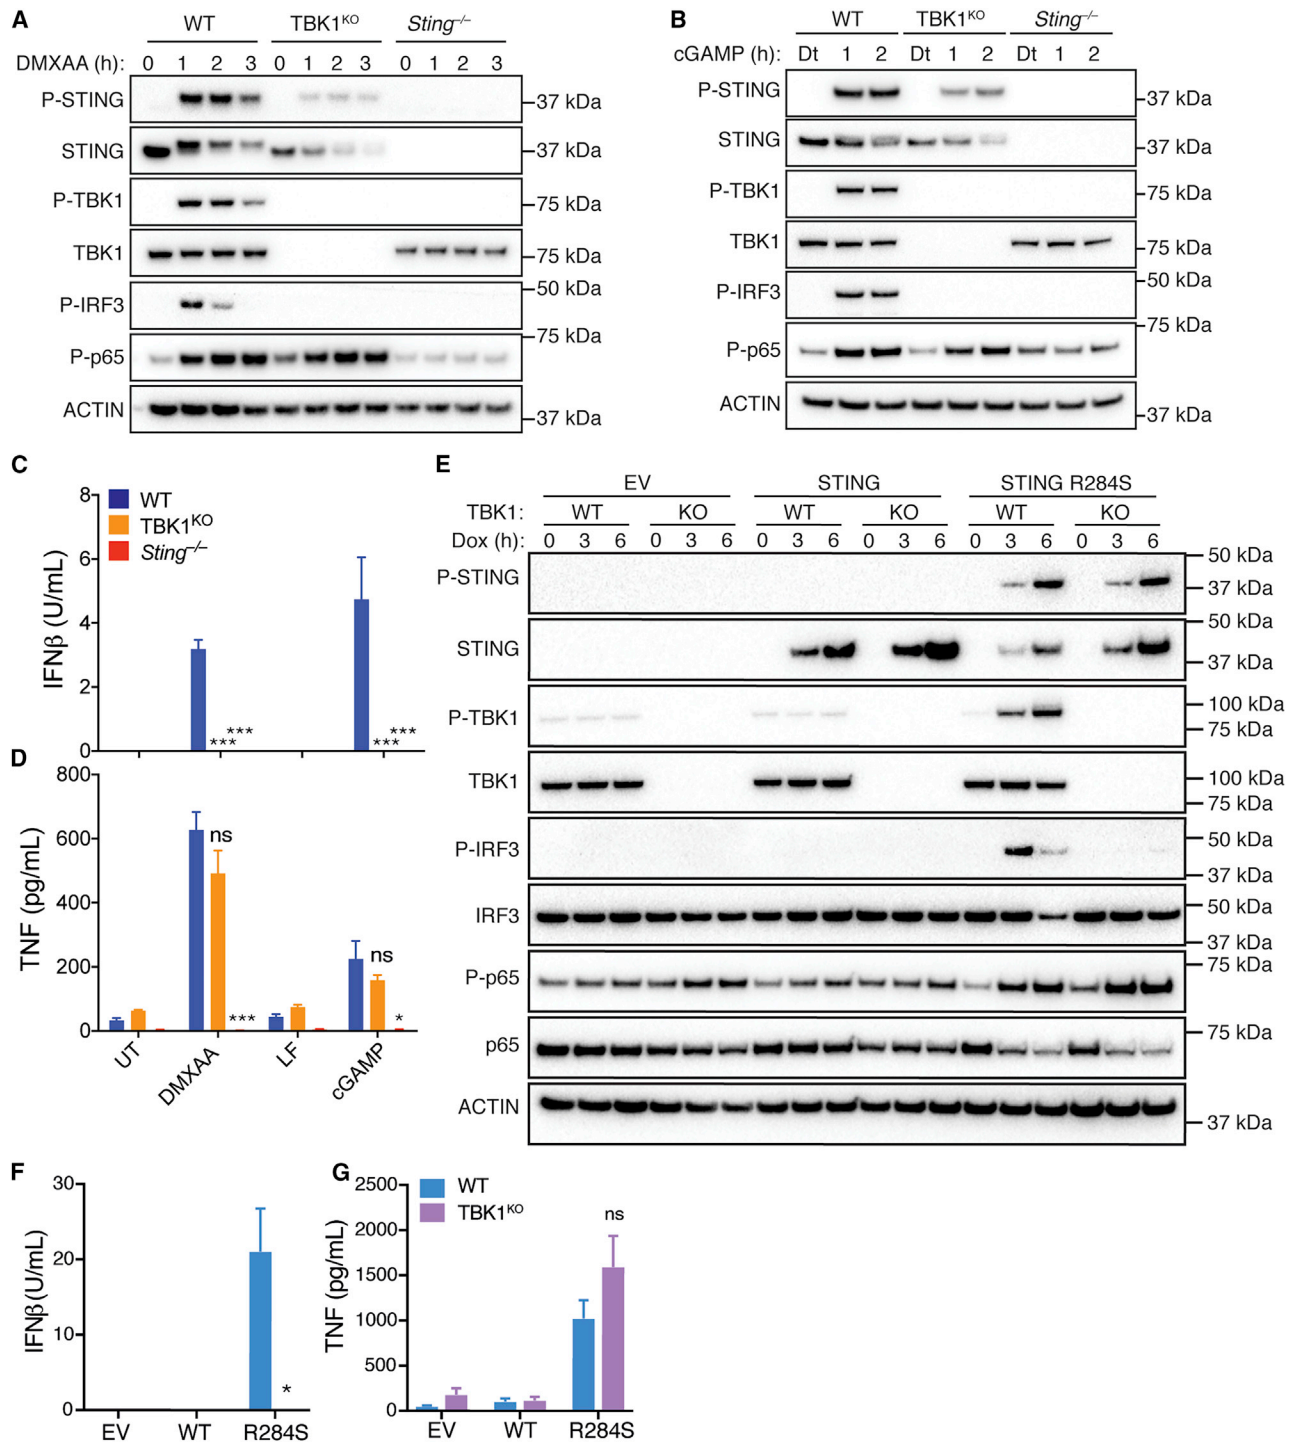 A
WT TBK1KO Sting–/–
DMXAA (h): 0 1 2 3 0 1 2 3 0 1 2 3
P-STING 37 kDa
STING 37 kDa
P-TBK1 75 kDa
TBK1 75 kDa
50 kDa
P-IRF3
75 kDa
P-p65
ACTIN 37 kDa
B
WT TBK1KO Sting–/–
cGAMP (h): Dt 1 2 Dt 1 2 Dt 1 2
P-STING 37 kDa
STING 37 kDa
P-TBK1 75 kDa
TBK1 75 kDa
50 kDa
P-IRF3
75 kDa
P-p65
ACTIN 37 kDa
C
IFNβ (U/mL)
8
6
4
2
0
WT
TBK1KO
Sting–/–
*** ***
*** ***
D
TNF (pg/mL)
800
600
400
200
0
ns
***
ns
*
UT DMXAA LF cGAMP
E
EV STING STING R284S
TBK1: WT KO WT KO WT KO
Dox (h): 0 3 6 0 3 6 0 3 6 0 3 6 0 3 6 0 3 6
50 kDa
P-STING 37 kDa
50 kDa
STING 37 kDa
100 kDa
P-TBK1 75 kDa
TBK1 100 kDa
75 kDa
P-IRF3 50 kDa
37 kDa
IRF3 50 kDa
37 kDa
P-p65 75 kDa
p65 75 kDa
ACTIN 37 kDa
F
IFNβ (U/mL)
30
20
10
0
*
EV WT R284S
G
TNF (pg/mL)
2500
2000
1500
1000
500
0
WT
TBK1KO
ns
EV WT R284S